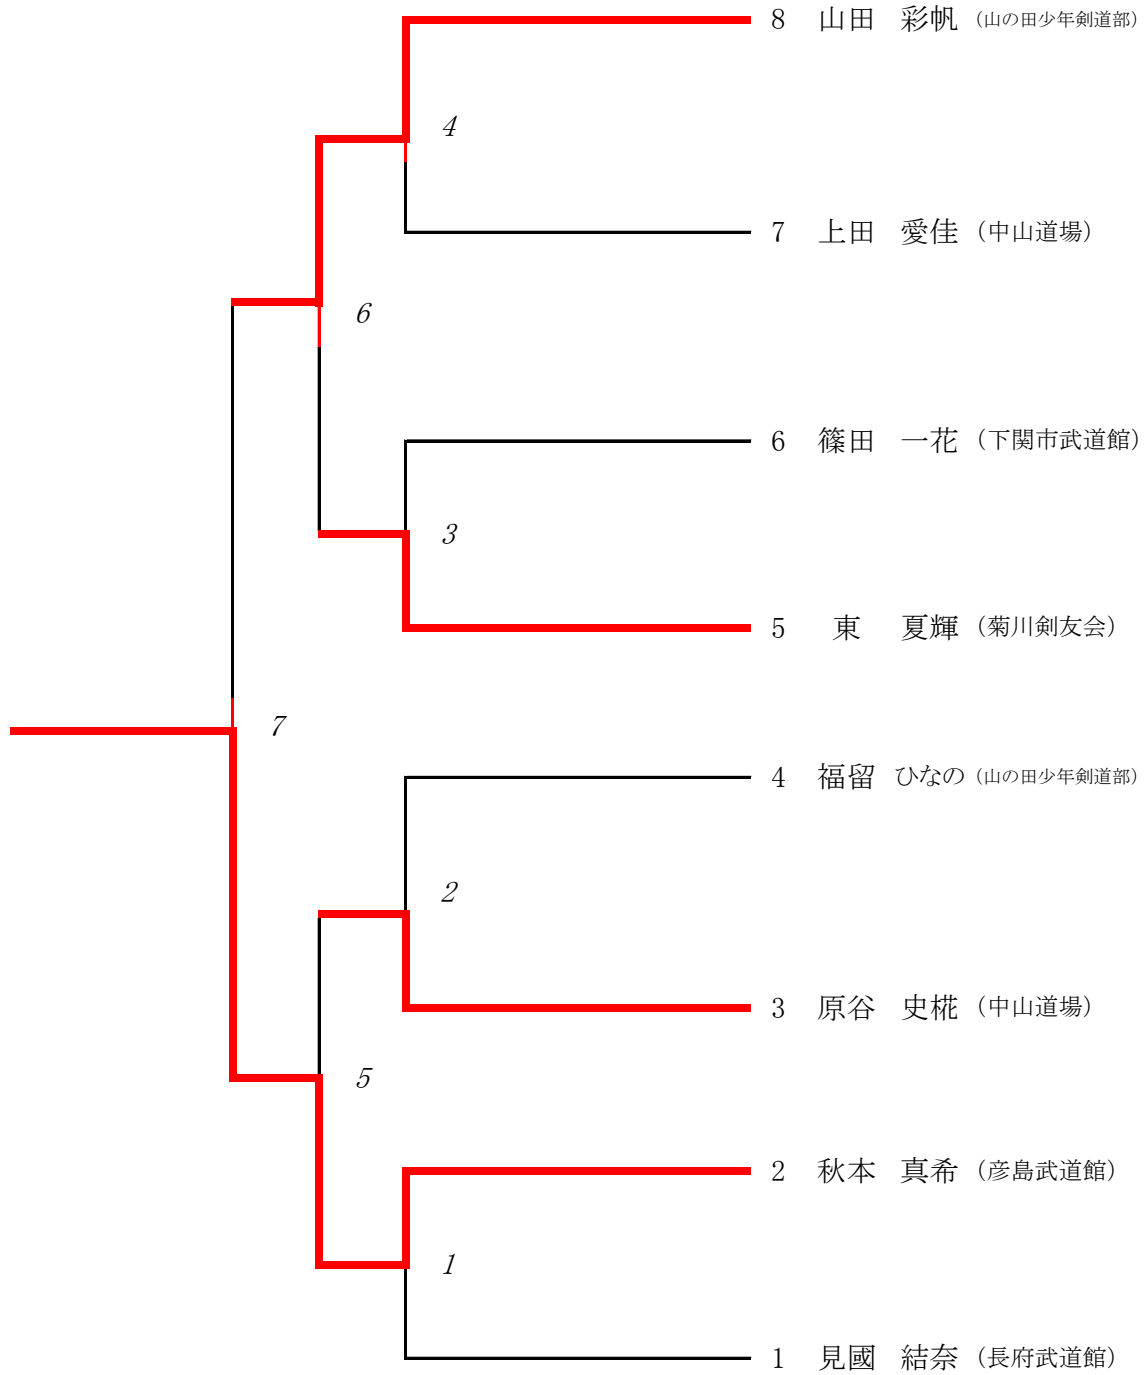 8 山田 彩帆 (山の田少年剣道部)
4
7 上田 愛佳 (中山道場)
6
6 篠田 一花 (下関市武道館)
3
5 東 夏輝 (菊川剣友会)
7
4 福留 ひなの (山の田少年剣道部)
2
3 原谷 史椛 (中山道場)
5
2 秋本 真希 (彦島武道館)
1
1 見國 結奈 (長府武道館)